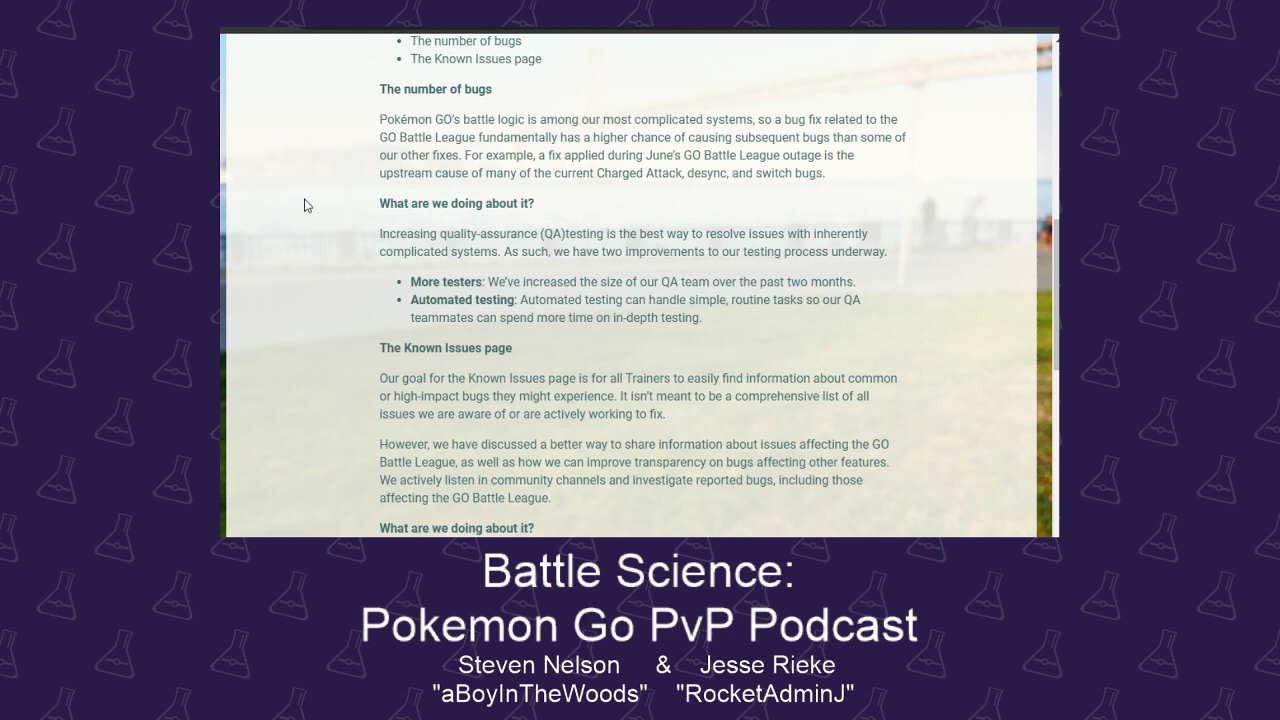 The number of bugs
The Known Issues page
The number of bugs
Pokémon GO's battle logic is among our most complicated systems, so a bug fix related to the
GO Battle League fundamentally has a higher chance of causing subsequent bugs than some of
our other fixes. For example, a fix applied during June's GO Battle League outage is the
upstream cause of many of the current Charged Attack, desync, and switch bugs.
What are we doing about it?
Increasing quality-assurance (QA)testing is the best way to resolve issues with inherently
complicated systems. As such, we have two improvements to our testing process underway.
More testers: We've increased the size of our QA team over the past two months.
Automated testing: Automated testing can handle simple, routine tasks so our QA
teammates can spend more time on in-depth testing.
The Known Issues page
Our goal for the Known Issues page is for all Trainers to easily find information about common
or high-impact bugs they might experience. It isn't meant to be a comprehensive list of all
issues we are aware of or are actively working to fix.
However, we have discussed a better way to share information about issues affecting the GO
Battle League, as well as how we can improve transparency on bugs affecting other features.
We actively listen in community channels and investigate reported bugs, including those
affecting the GO Battle League.
What are we doing about it?
Battle Science:
Pokemon Go PvP Podcast
Steven Nelson & Jesse Rieke
"aBoyInTheWoods" "RocketAdminJ"